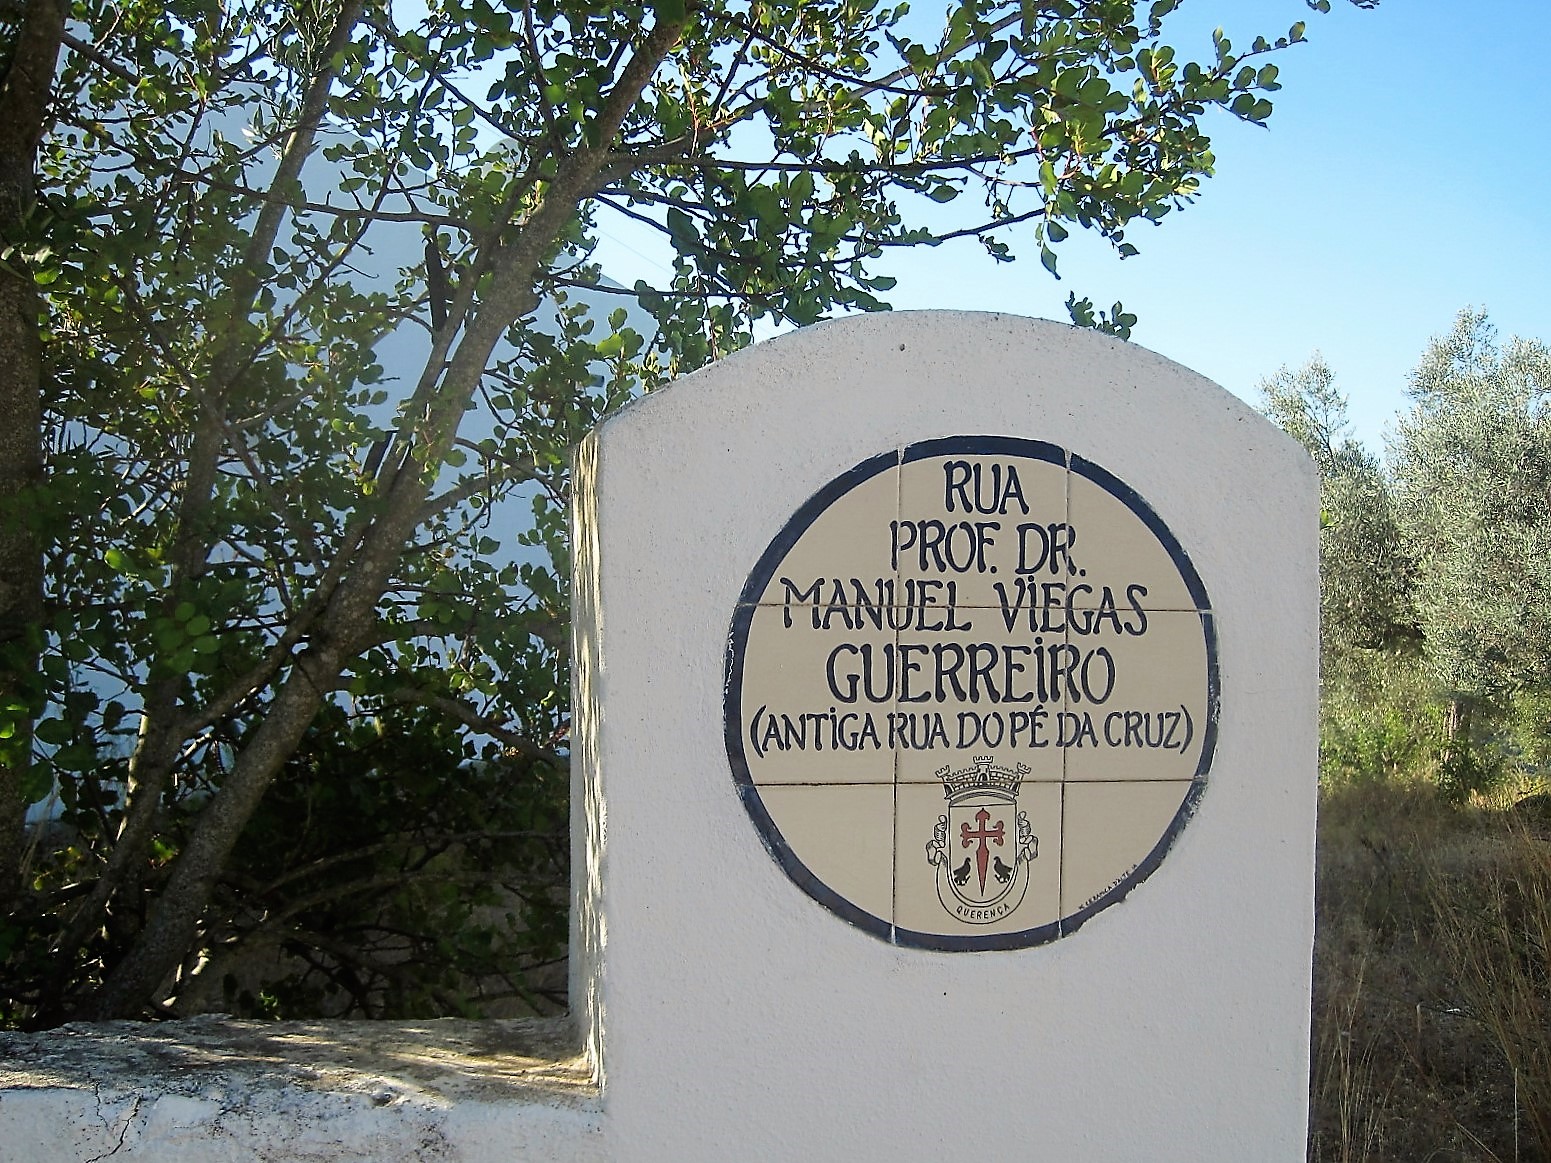 RUA
PROF. DR.
MANUEL VIEGAS
GUERREIRO
(ANTIGA RUA DO PÉ DA CRUZ)
QUERENÇA